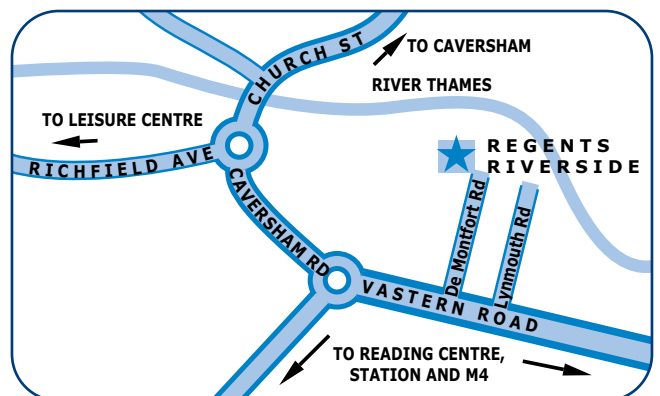 CHURCH ST
TO CAVERSHAM
RIVER THAMES
TO LEISURE CENTRE
RICHFIELD AVE
REGENTS
RIVERSIDE
CAVERSHAM RD
De Montfort Rd
Lynmouth Rd
VASTERN ROAD
TO READING CENTRE,
STATION AND M4